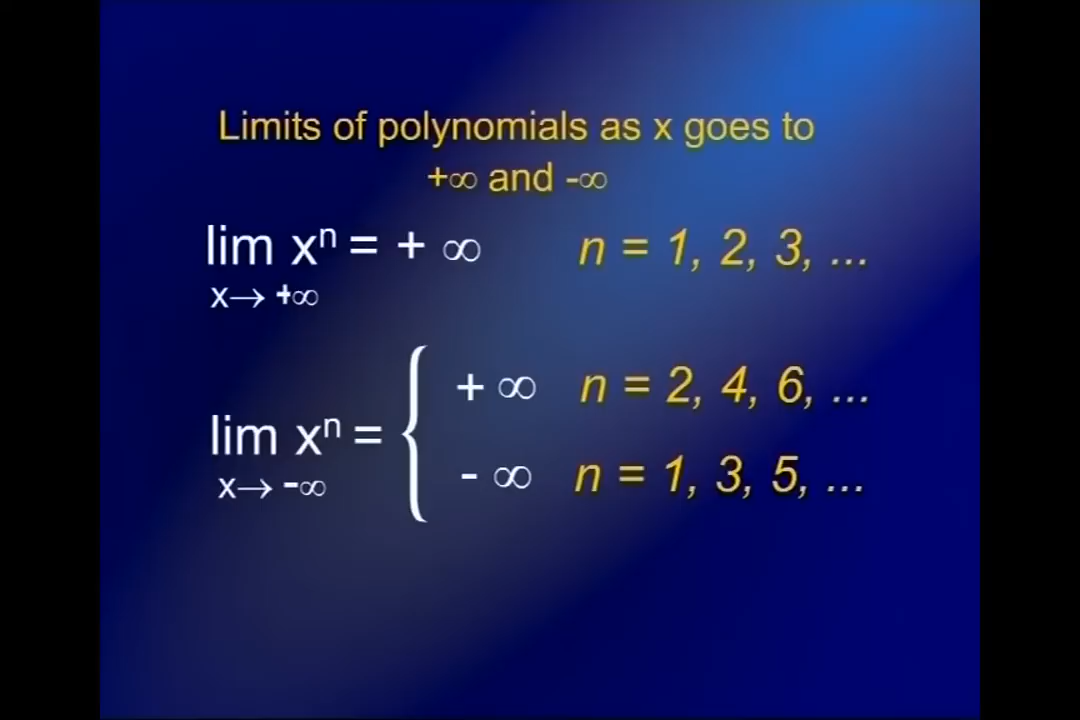 Limits of polynomials as x goes to
+∞ and -∞
lim xⁿ = + ∞ n = 1, 2, 3, ...
x→ +∞
+ ∞ n = 2, 4, 6, ...
lim xⁿ = {
x→ -∞
- ∞ n = 1, 3, 5, ...